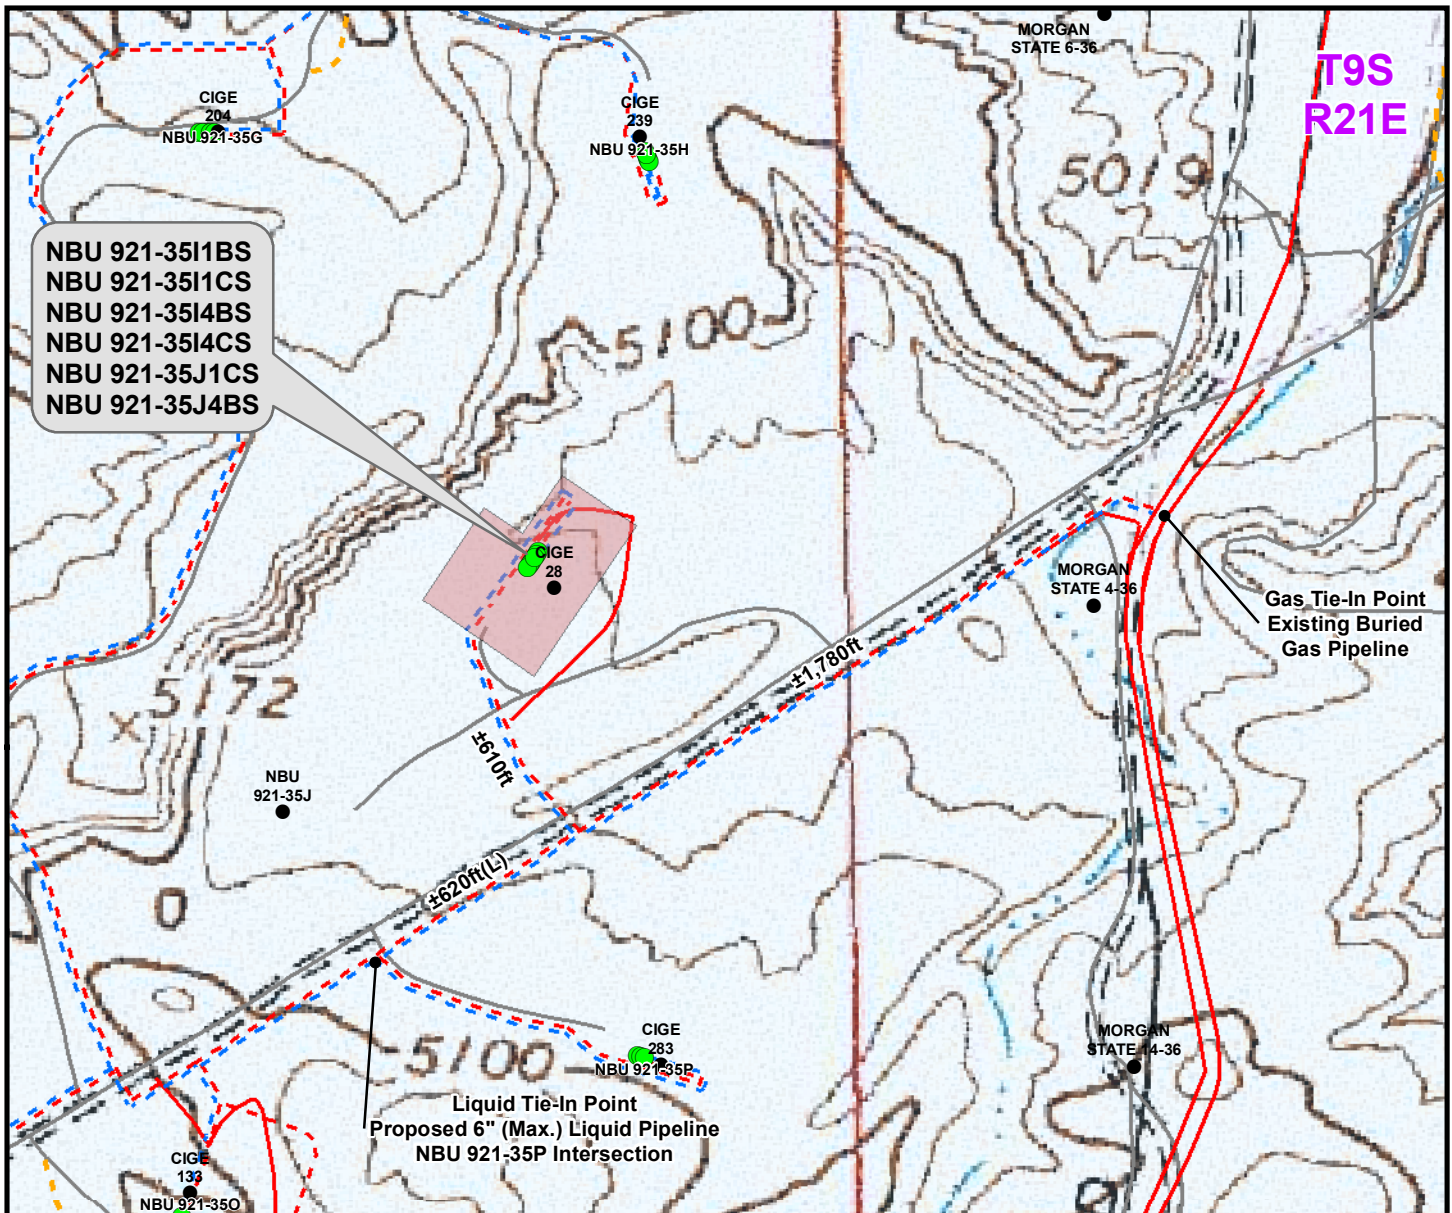 MORGAN
STATE 6-36
T9S
R21E
CIGE
204
NBU 921-35G
CIGE
239
NBU 921-35H
5019
NBU 921-35I1BS
NBU 921-35I1CS
NBU 921-35I4BS
NBU 921-35I4CS
NBU 921-35J1CS
NBU 921-35J4BS
5100
CIGE
28
MORGAN
STATE 4-36
Gas Tie-In Point
Existing Buried
Gas Pipeline
±1,780ft
5172
±610ft
NBU
921-35J
±620ft(L)
0
5100
CIGE
283
NBU 921-35P
MORGAN
STATE 14-36
Liquid Tie-In Point
Proposed 6" (Max.) Liquid Pipeline
NBU 921-35P Intersection
CIGE
133
NBU 921-35O